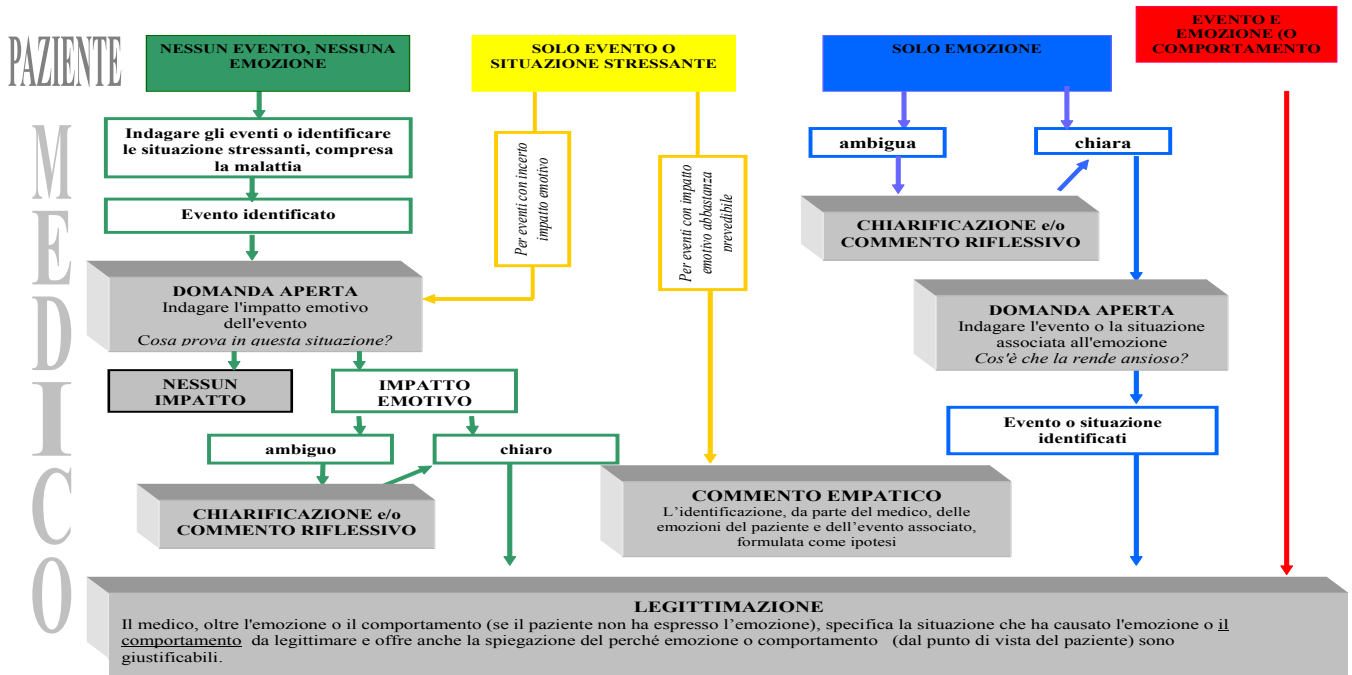 PAZIENTE
NESSUN EVENTO, NESSUNA
EMOZIONE
SOLO EVENTO O
SITUAZIONE STRESSANTE
SOLO EMOZIONE
EVENTO E
EMOZIONE (O
COMPORTAMENTO
MEDICO
Indagare gli eventi o identificare
le situazione stressanti, compresa
la malattia
Evento identificato
DOMANDA APERTA
Indagare l'impatto emotivo
dell'evento
Cosa prova in questa situazione?
NESSUN
IMPATTO
IMPATTO
EMOTIVO
ambiguo
chiaro
CHIARIFICAZIONE e/o
COMMENTO RIFLESSIVO
Per eventi con incerto
impatto emotivo
Per eventi con impatto
emotivo abbastanza
prevedibile
COMMENTO EMPATICO
L'identificazione, da parte del medico, delle
emozioni del paziente e dell'evento associato,
formulata come ipotesi
ambigua
chiara
CHIARIFICAZIONE e/o
COMMENTO RIFLESSIVO
DOMANDA APERTA
Indagare l'evento o la situazione
associata all'emozione
Cos'è che la rende ansioso?
Evento o situazione
identificati
LEGITTIMAZIONE
Il medico, oltre l'emozione o il comportamento (se il paziente non ha espresso l'emozione), specifica la situazione che ha causato l'emozione o il
comportamento da legittimare e offre anche la spiegazione del perché emozione o comportamento (dal punto di vista del paziente) sono
giustificabili.